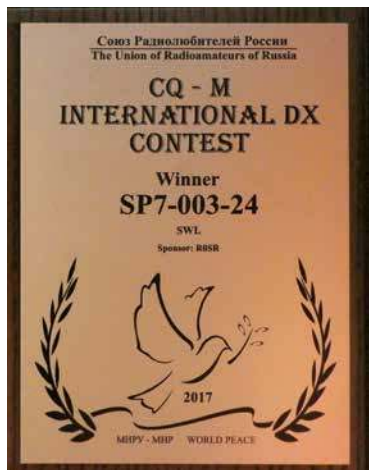 Союз Радиолюбителей России
The Union of Radioamateurs of Russia
CQ - M
INTERNATIONAL DX
CONTEST
Winner
SP7-003-24
SWL
Sponsor: R0SR
2017
МИРУ - МИР WORLD PEACE